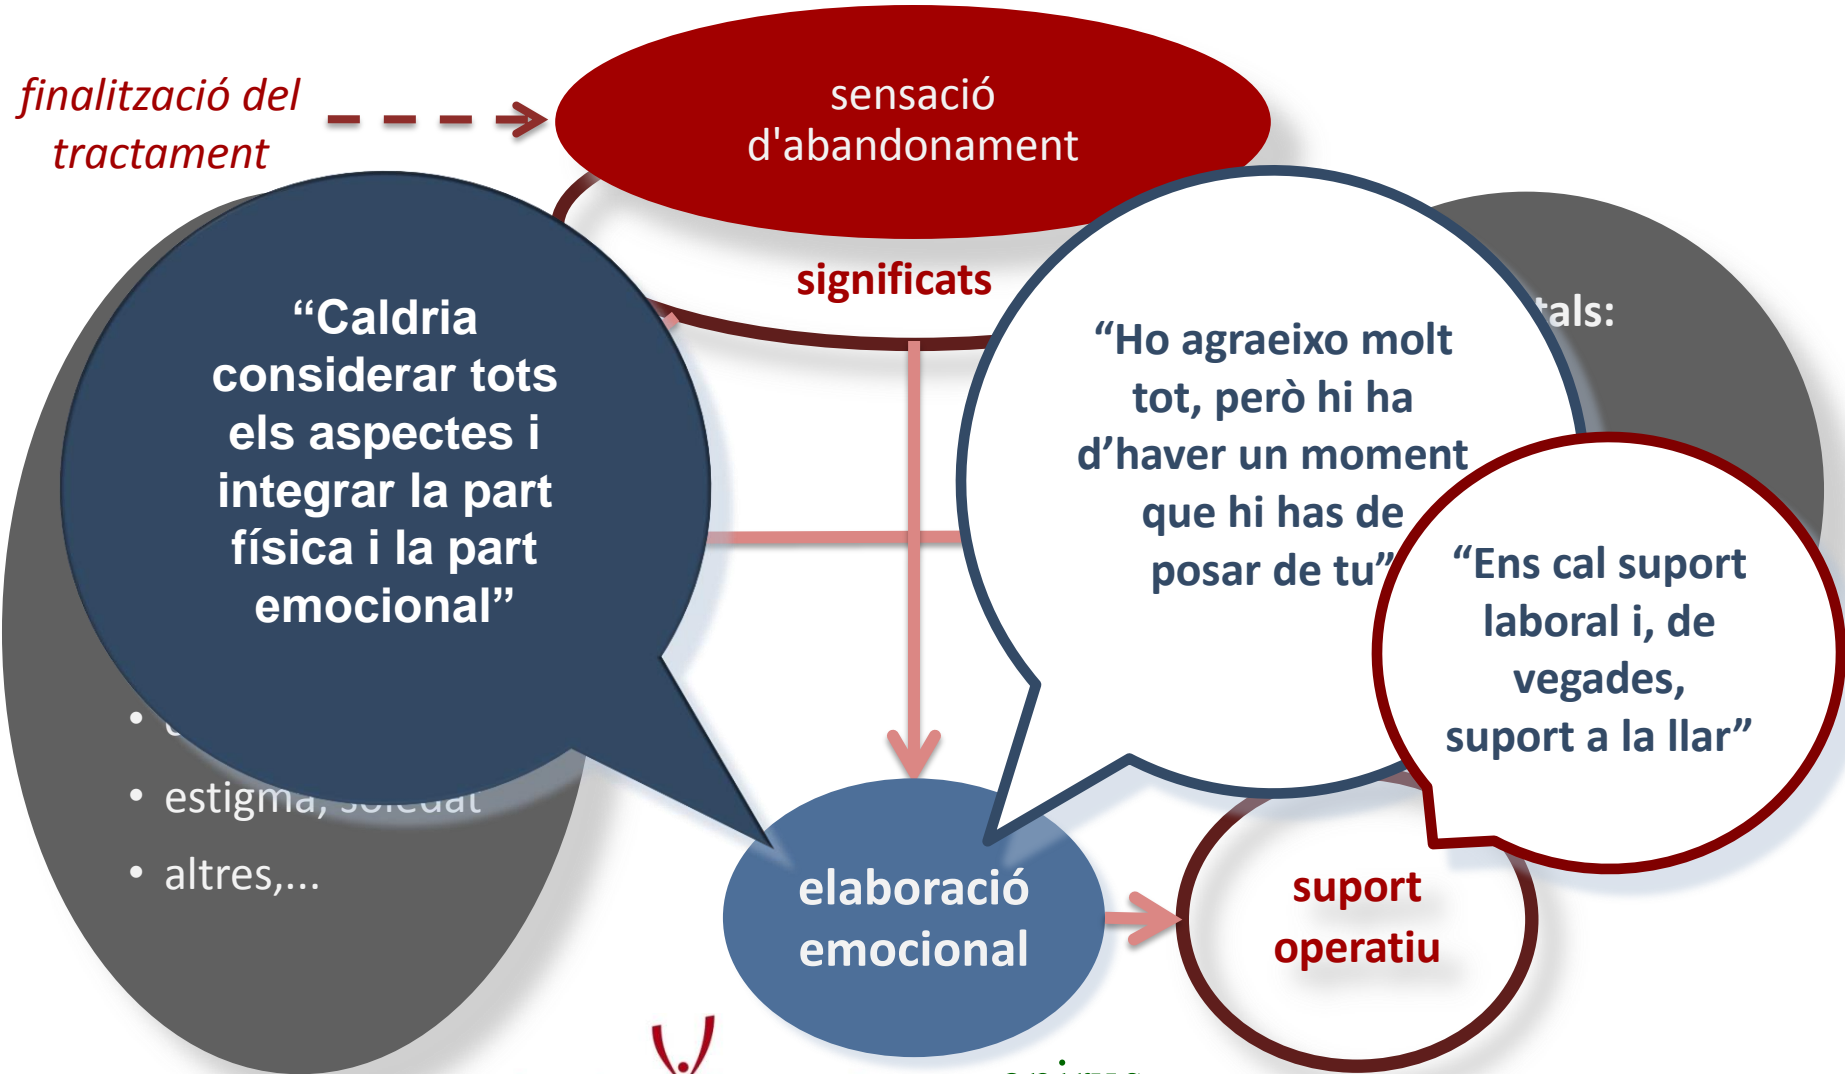 finalització del
tractament
sensació
d'abandonament
significats
“Caldria
considerar tots
els aspectes i
integrar la part
física i la part
emocional”
“Ho agraeixo molt
tot, però hi ha
d’haver un moment
que hi has de
posar de tu”
tals:
“Ens cal suport
laboral i, de
vegades,
suport a la llar”
• estigma, soledat
• altres,...
elaboració
emocional
suport
operatiu